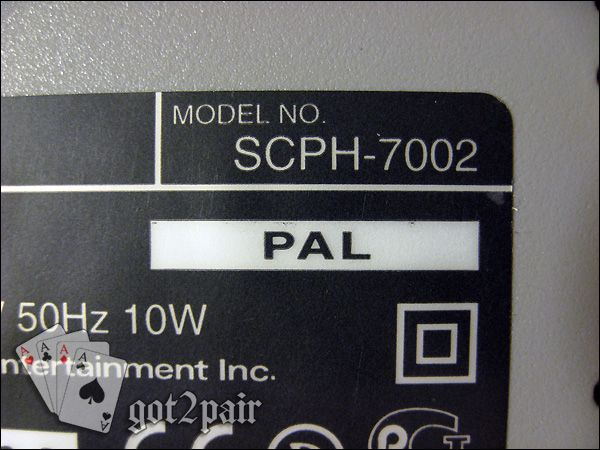 MODEL NO.
SCPH-7002
PAL
50Hz 10W
ntertainment Inc.
got2pair